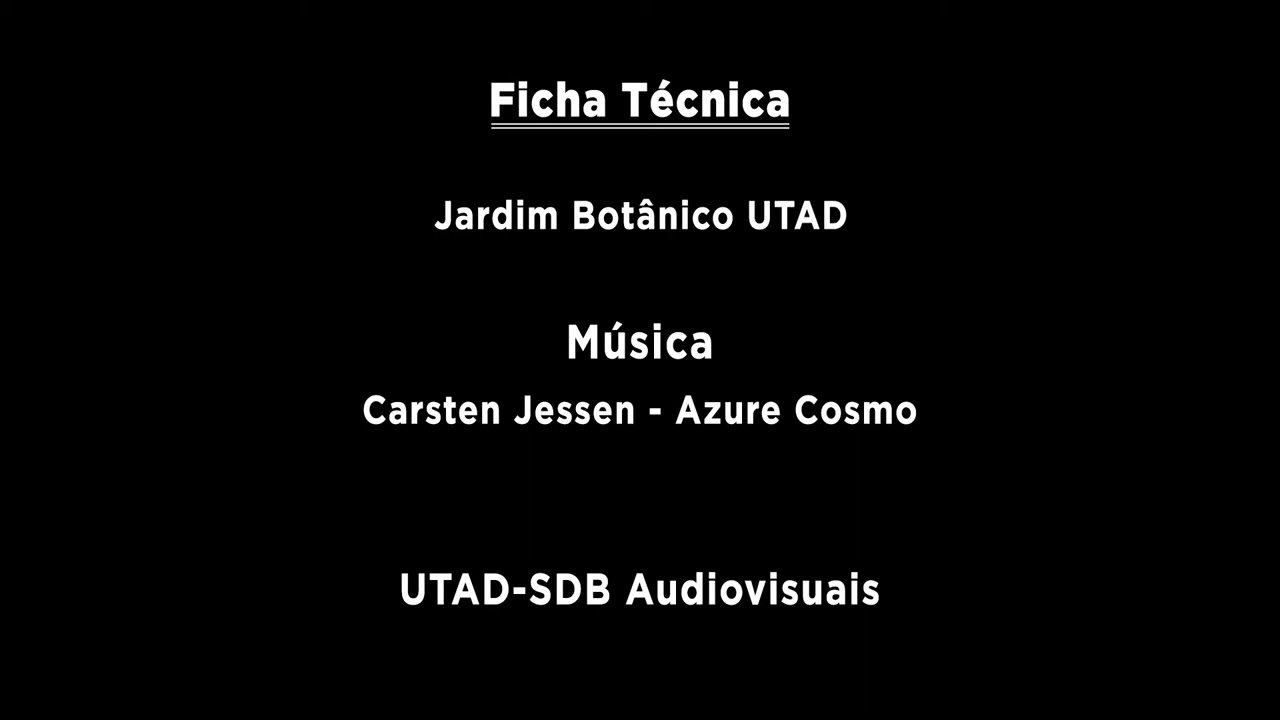 Ficha Técnica
Jardim Botânico UTAD
Música
Carsten Jessen - Azure Cosmo
UTAD-SDB Audiovisuais